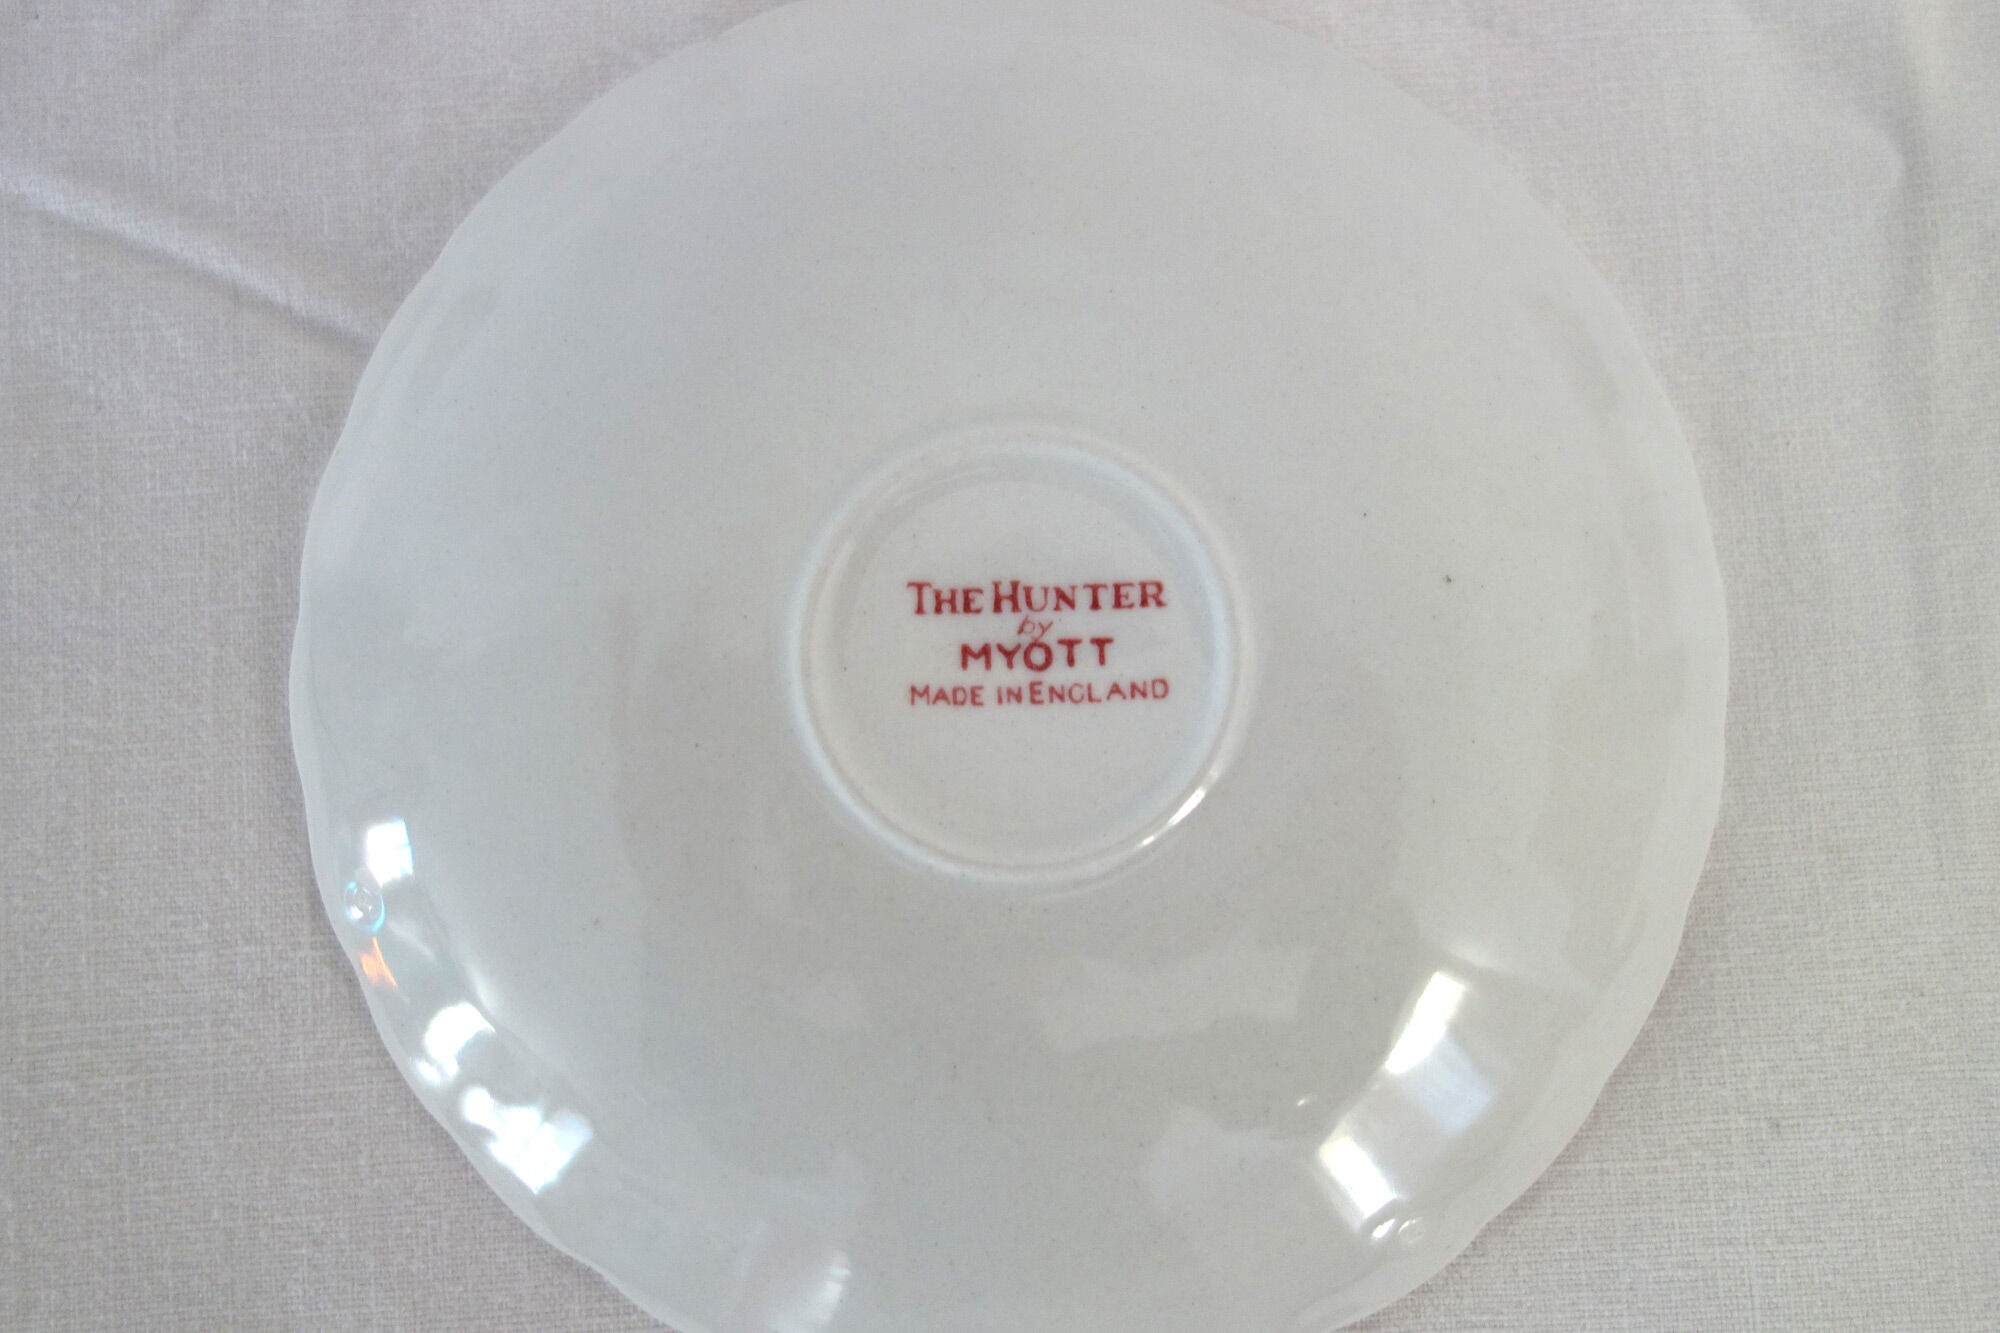 THE HUNTER
by
MYOTT
MADE IN ENGLAND